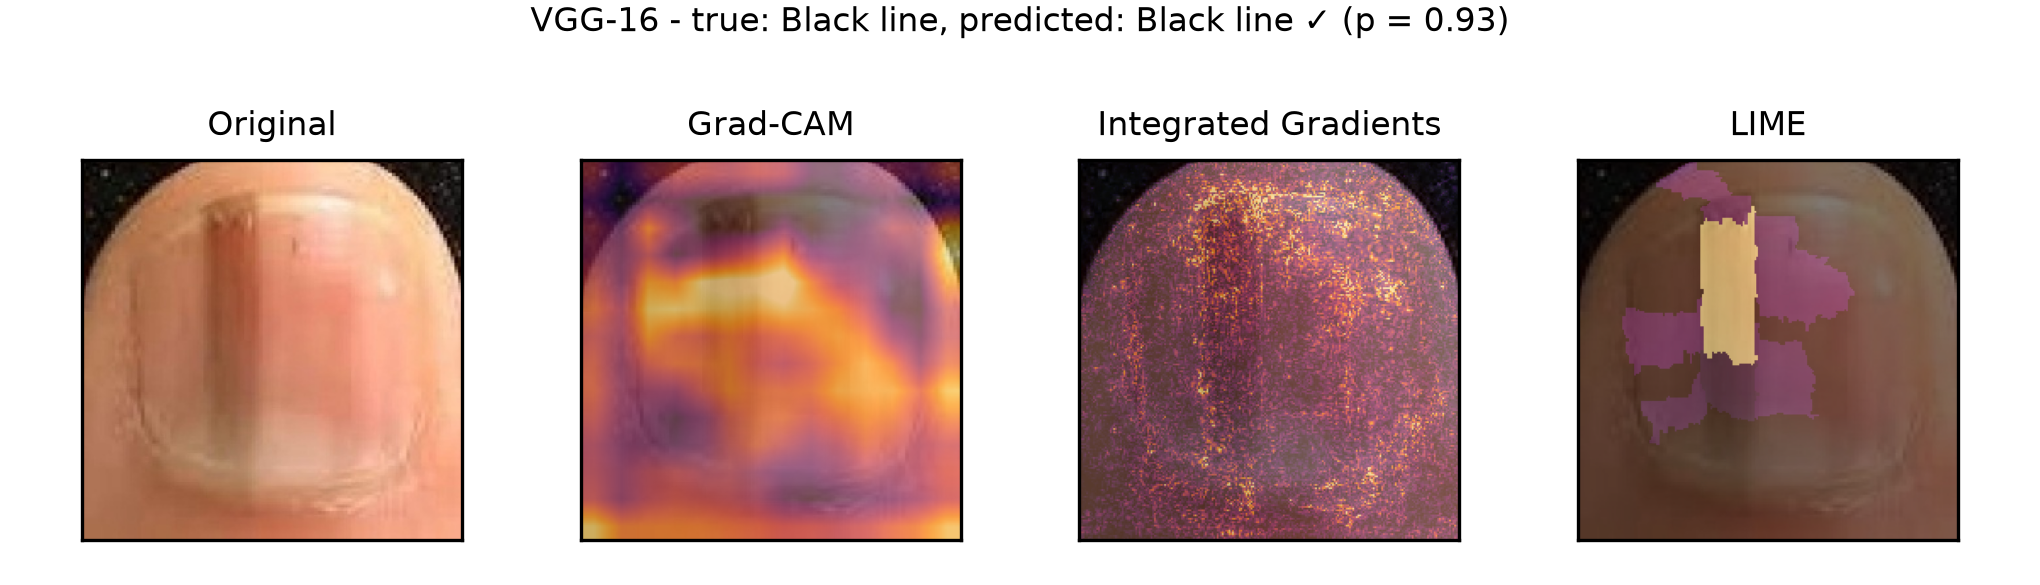 VGG-16 - true: Black line, predicted: Black line ✓ (p = 0.93)
Original
Grad-CAM
Integrated Gradients
LIME